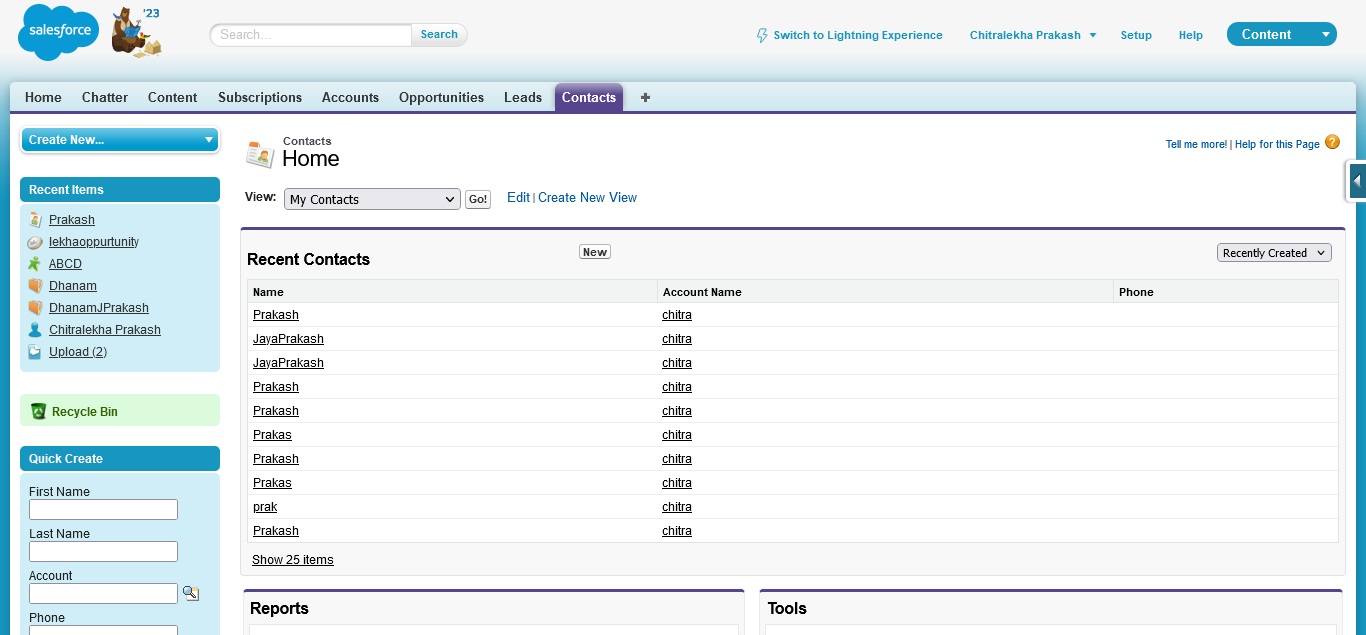 salesforce
'23
Search...
Search
Switch to Lightning Experience
Chitralekha Prakash
Setup
Help
Content
Home
Chatter
Content
Subscriptions
Accounts
Opportunities
Leads
Contacts
+
Create New...
Recent Items
Prakash
lekhaoppurtunity
ABCD
Dhanam
DhanamJPrakash
Chitralekha Prakash
Upload (2)
Recycle Bin
Quick Create
First Name
Last Name
Account
Phone
Contacts
Home
Tell me more! | Help for this Page ?
View: My Contacts Go! Edit | Create New View
Recent Contacts
New
Recently Created
Name Account Name Phone
Prakash chitra
JayaPrakash chitra
JayaPrakash chitra
Prakash chitra
Prakash chitra
Prakas chitra
Prakash chitra
Prakas chitra
prak chitra
Prakash chitra
Show 25 items
Reports
Tools